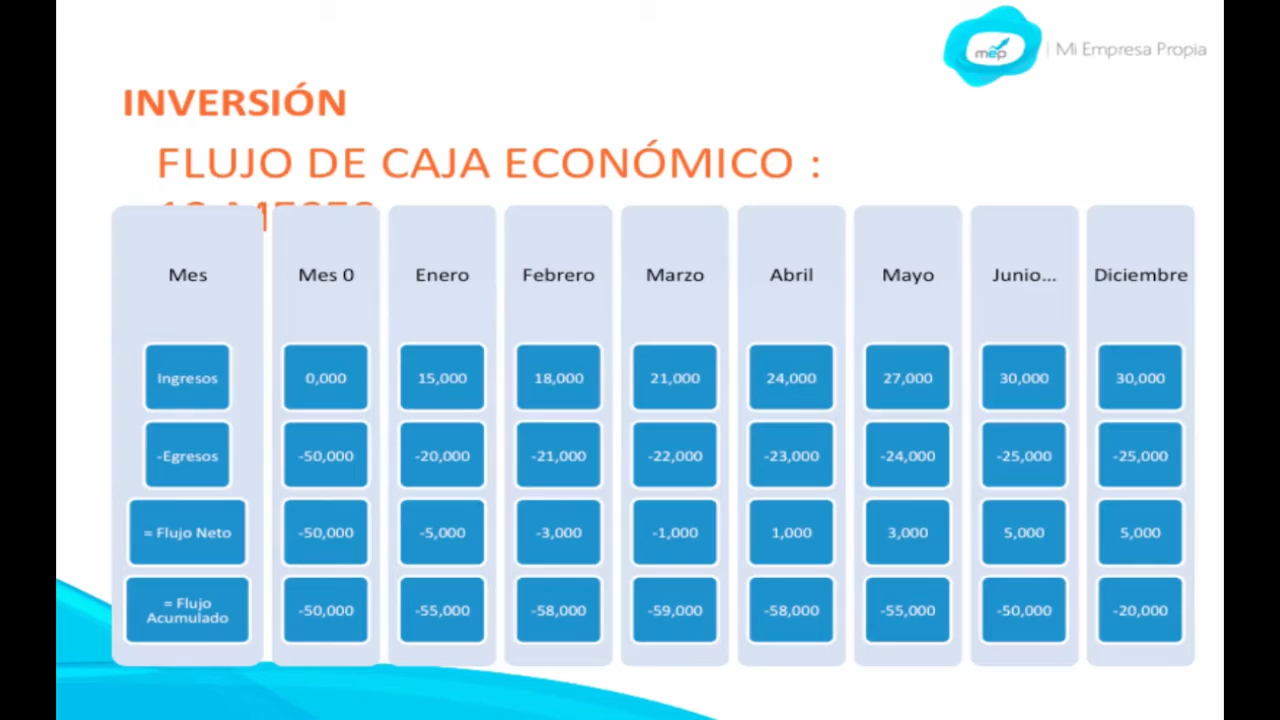 mep | Mi Empresa Propia
INVERSIÓN
FLUJO DE CAJA ECONÓMICO :
Mes Mes 0 Enero Febrero Marzo Abril Mayo Junio... Diciembre
Ingresos 0,000 15,000 18,000 21,000 24,000 27,000 30,000 30,000
-Egresos -50,000 -20,000 -21,000 -22,000 -23,000 -24,000 -25,000 -25,000
= Flujo Neto -50,000 -5,000 -3,000 -1,000 1,000 3,000 5,000 5,000
= Flujo
Acumulado -50,000 -55,000 -58,000 -59,000 -58,000 -55,000 -50,000 -20,000